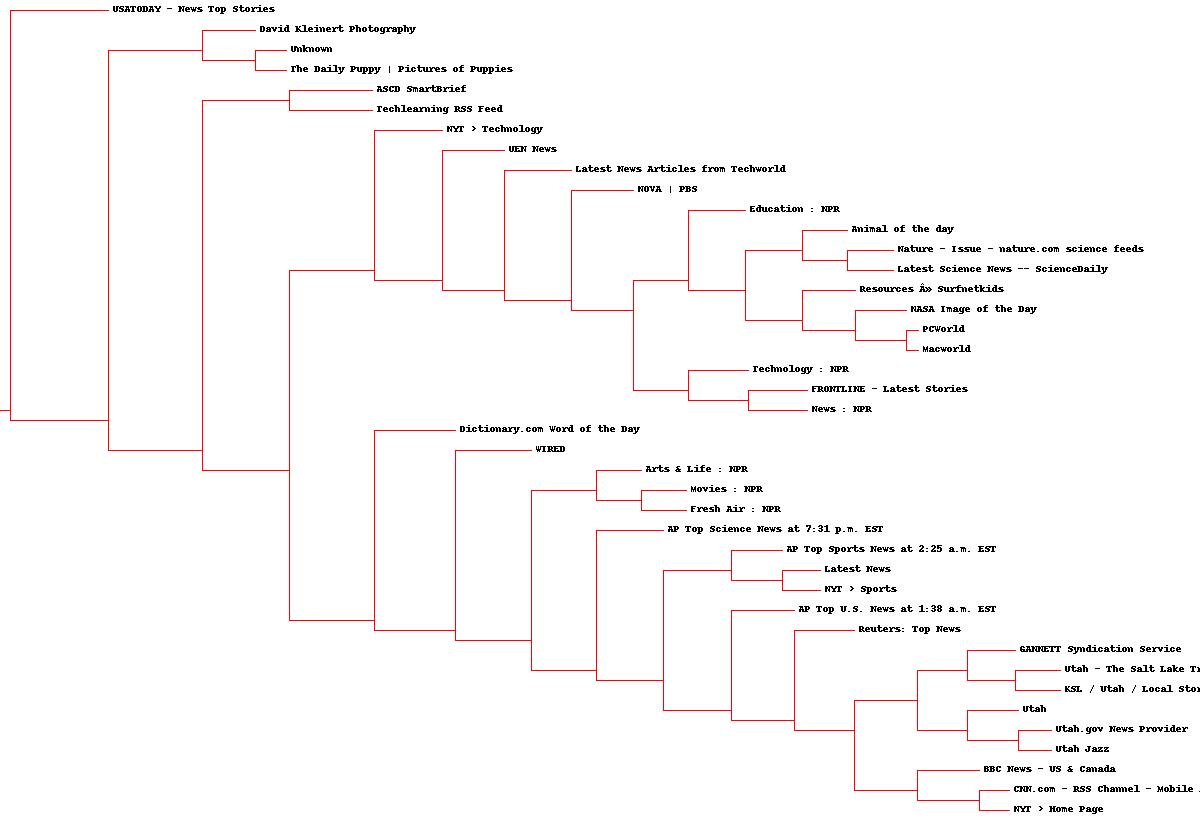 USATODAY - News Top Stories
David Kleinert Photography
Unknown
The Daily Puppy | Pictures of Puppies
ASCD SmartBrief
Techlearning RSS Feed
NYT > Technology
UEN News
Latest News Articles from Techworld
NOVA | PBS
Education : NPR
Animal of the day
Nature - Issue - nature.com science feeds
Latest Science News -- ScienceDaily
Resources Â» Surfnetkids
NASA Image of the Day
PCWorld
Macworld
Technology : NPR
FRONTLINE - Latest Stories
News : NPR
Dictionary.com Word of the Day
WIRED
Arts & Life : NPR
Movies : NPR
Fresh Air : NPR
AP Top Science News at 7:31 p.m. EST
AP Top Sports News at 2:25 a.m. EST
Latest News
NYT > Sports
AP Top U.S. News at 1:38 a.m. EST
Reuters: Top News
GANNETT Syndication Service
Utah - The Salt Lake
KSL / Utah / Local
Utah
Utah.gov News Provider
Utah Jazz
BBC News - US & Canada
CNN.com - RSS Channel - Mobile
NYT > Home Page